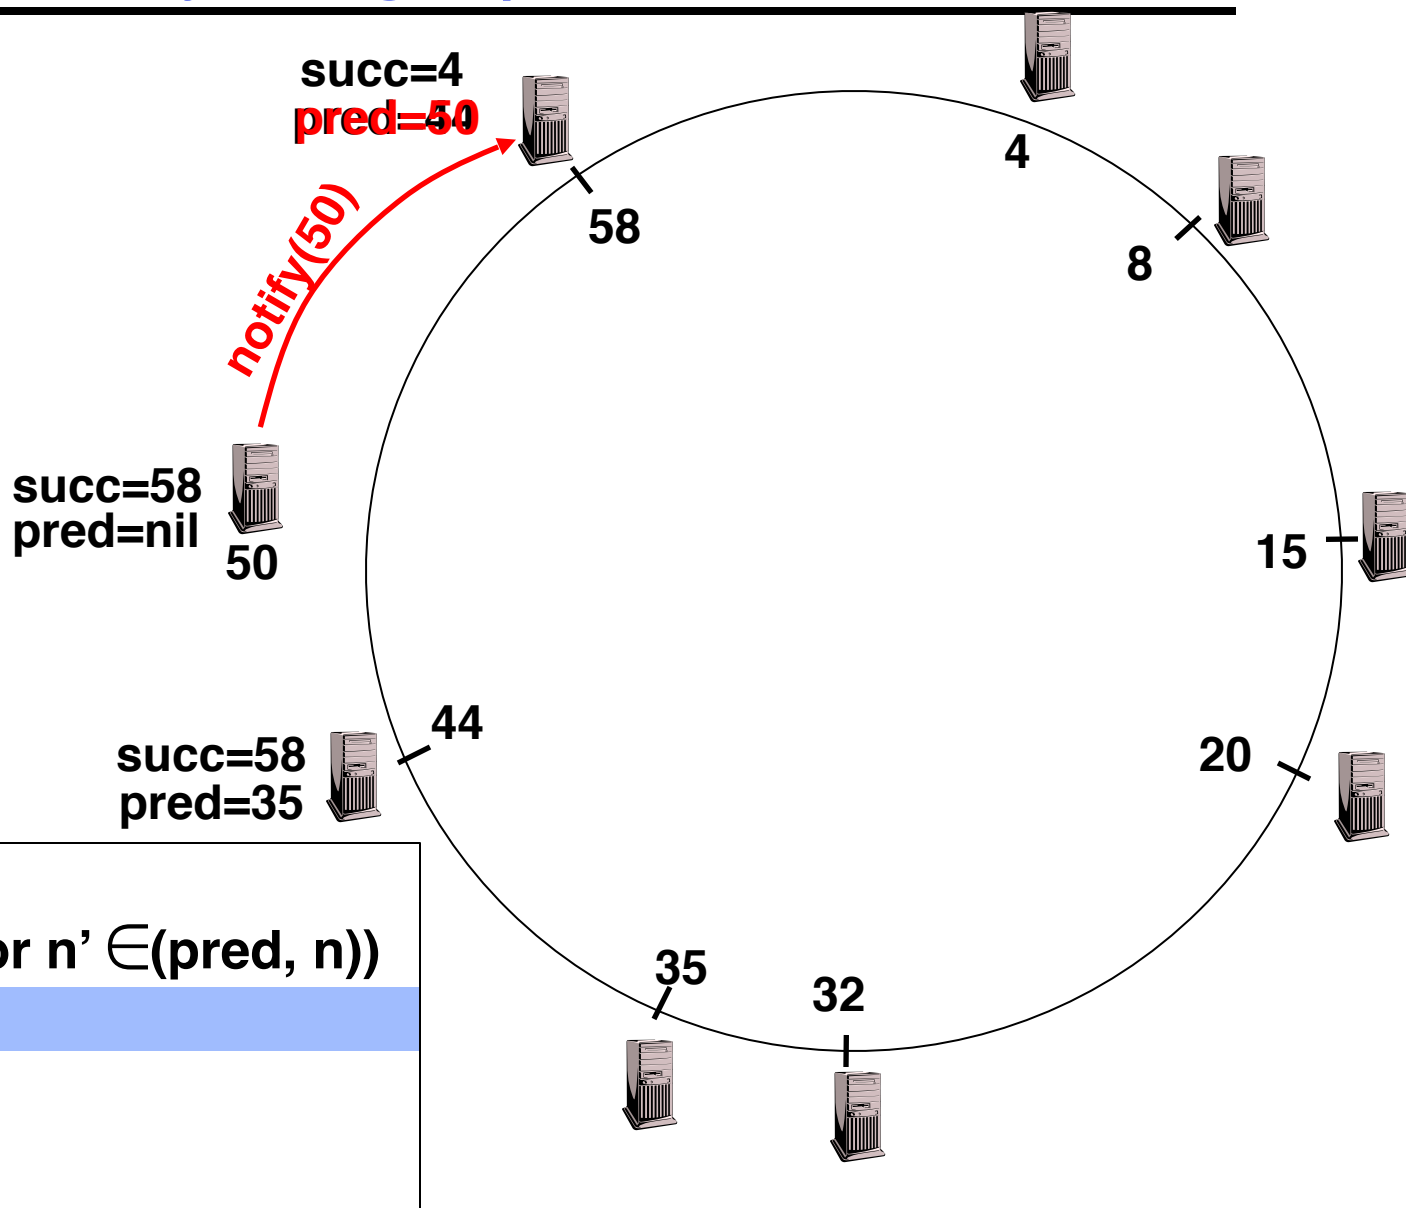 succ=4
pred=50
4
58
8
notify(50)
succ=58
pred=nil
50
15
44
succ=58
pred=35
20
or n’ ∈(pred, n))
35
32